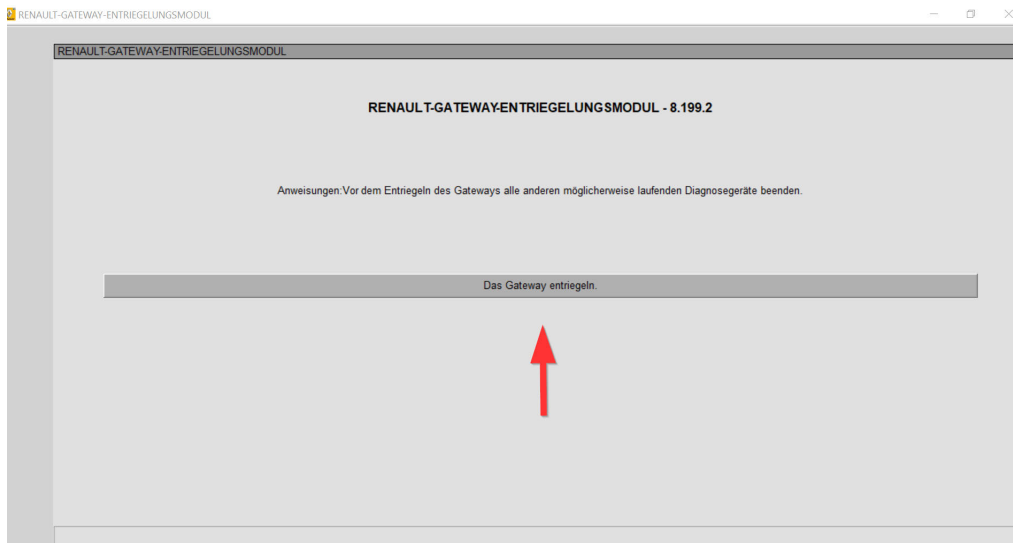 RENAULT-GATEWAY-ENTRIEGELUNGSMODUL
RENAULT-GATEWAY-ENTRIEGELUNGSMODUL
RENAULT-GATEWAY-ENTRIEGELUNGSMODUL - 8.199.2
Anweisungen:Vor dem Entriegeln des Gateways alle anderen möglicherweise laufenden Diagnosegeräte beenden.
Das Gateway entriegeln.